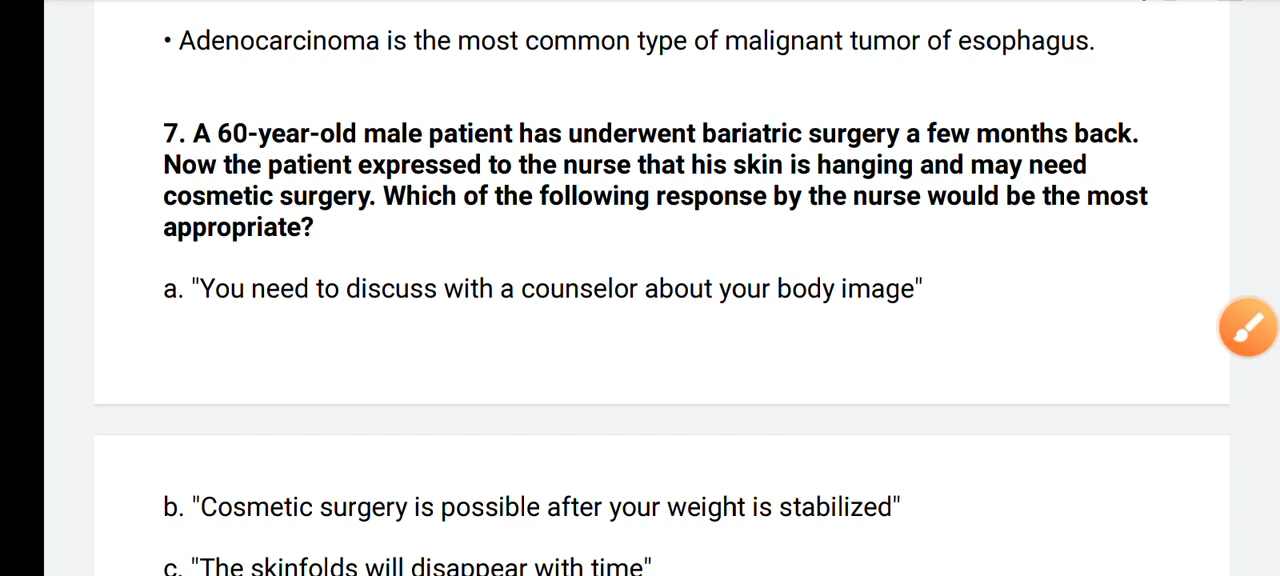 • Adenocarcinoma is the most common type of malignant tumor of esophagus.
7. A 60-year-old male patient has underwent bariatric surgery a few months back.
Now the patient expressed to the nurse that his skin is hanging and may need
cosmetic surgery. Which of the following response by the nurse would be the most
appropriate?
a. "You need to discuss with a counselor about your body image"
b. "Cosmetic surgery is possible after your weight is stabilized"
c. "The skinfolds will disappear with time"